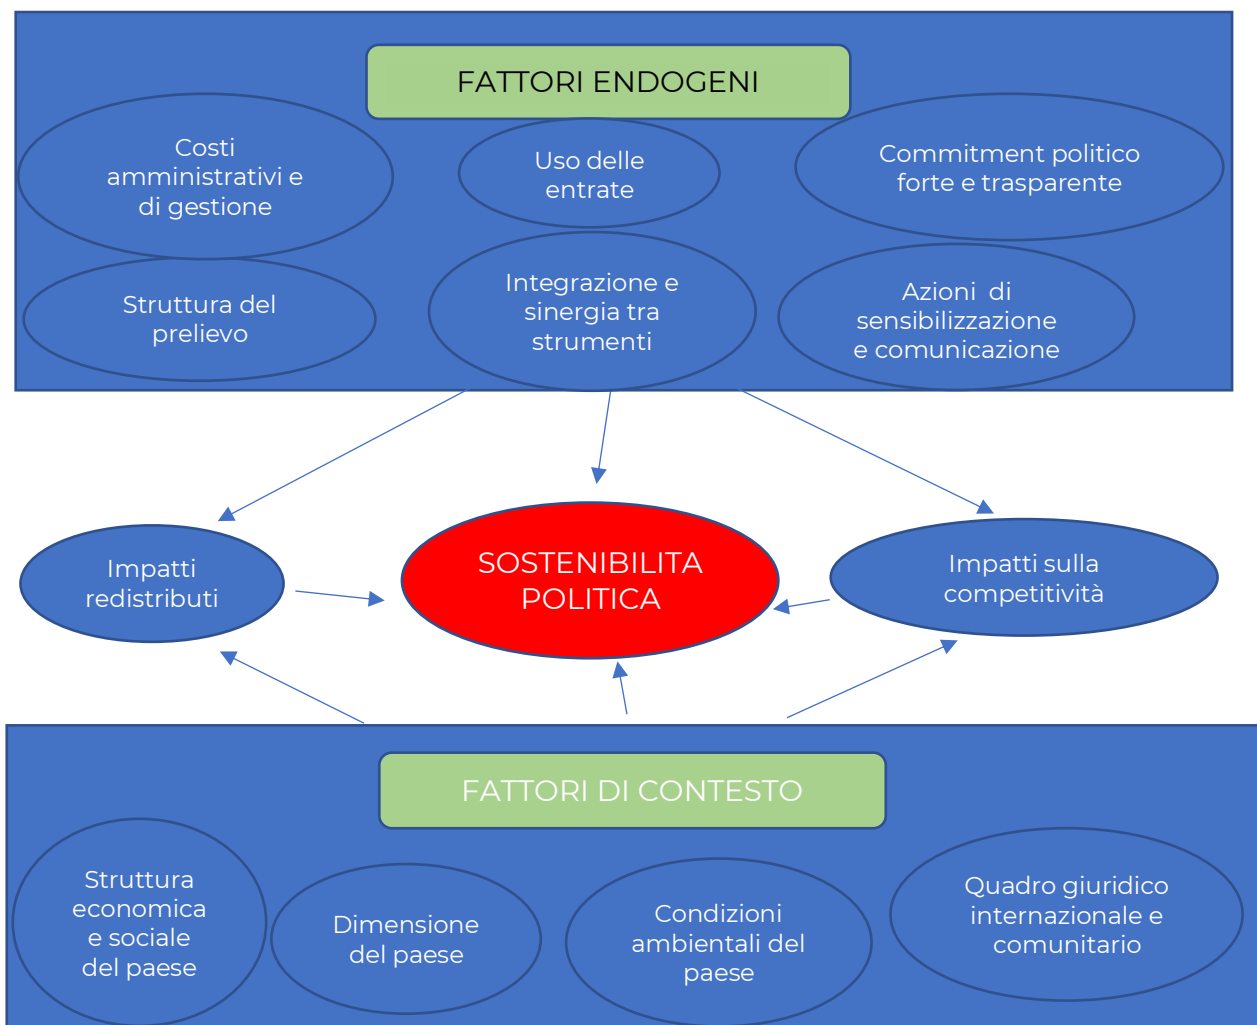 FATTORI ENDOGENI
Costi
amministrativi e
di gestione
Uso delle
entrate
Commitment politico
forte e trasparente
Struttura del
prelievo
Integrazione e
sinergia tra
strumenti
Azioni di
sensibilizzazione
e comunicazione
Impatti
redistributi
SOSTENIBILITA
POLITICA
Impatti sulla
competitività
FATTORI DI CONTESTO
Struttura
economica
e sociale
del paese
Dimensione
del paese
Condizioni
ambientali del
paese
Quadro giuridico
internazionale e
comunitario